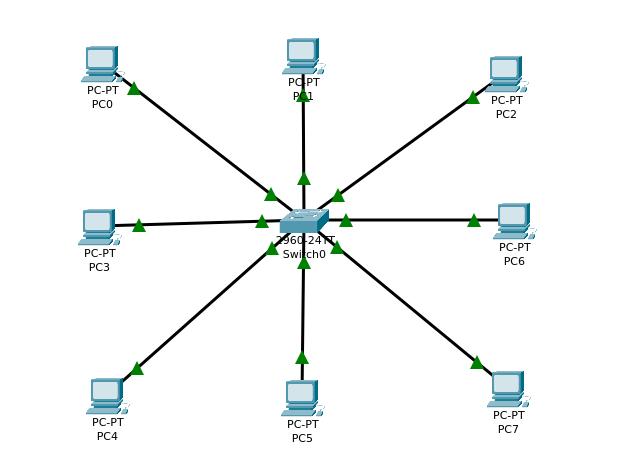 PC-PT
PC0
PC-PT
PC1
PC-PT
PC2
PC-PT
PC3
2960-24TT
Switch0
PC-PT
PC6
PC-PT
PC4
PC-PT
PC5
PC-PT
PC7